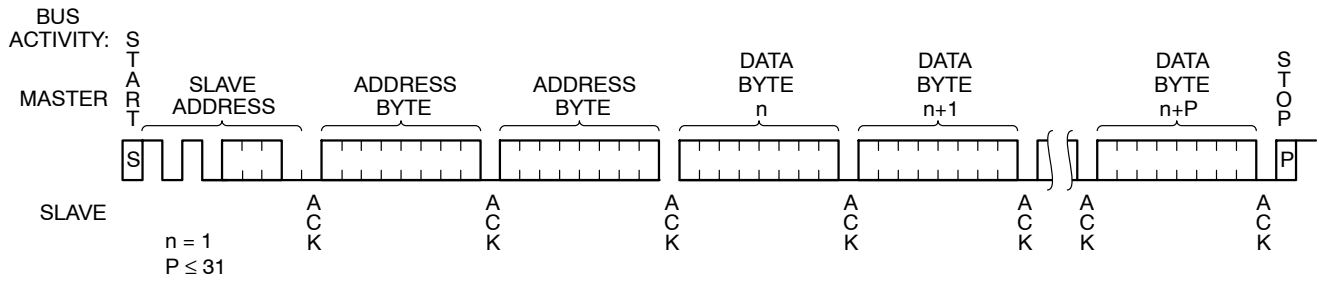 BUS
ACTIVITY:
START
STOP
MASTER
SLAVE
ADDRESS
ADDRESS
BYTE
ADDRESS
BYTE
DATA
BYTE
n
DATA
BYTE
n+1
DATA
BYTE
n+P
S
P
SLAVE
ACK
ACK
ACK
ACK
ACK
ACK
ACK
n = 1
P ≤ 31